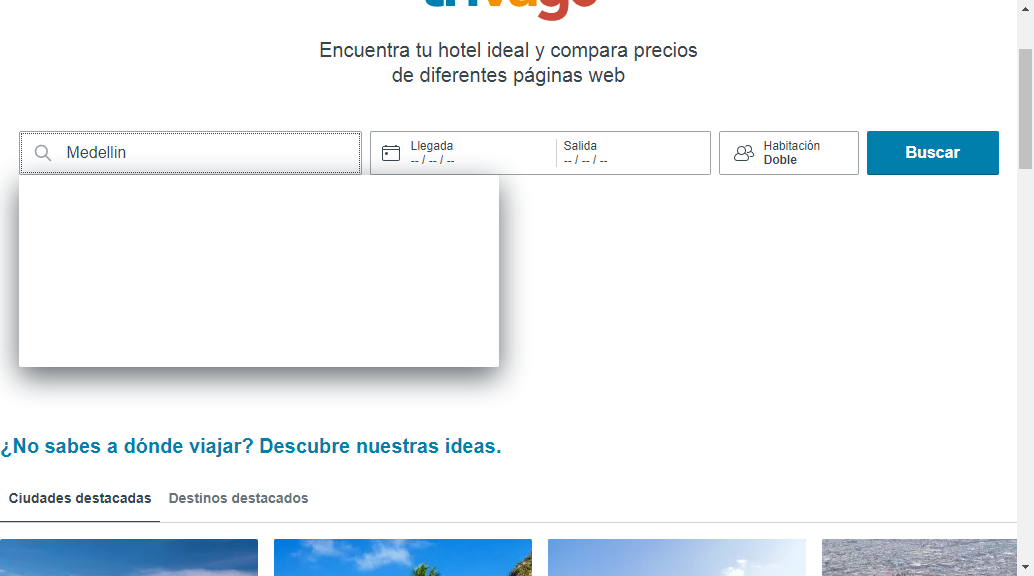 trivago
Encuentra tu hotel ideal y compara precios
de diferentes páginas web
Medellin
Llegada
-- / -- / --
Salida
-- / -- / --
Habitación
Doble
Buscar
¿No sabes a dónde viajar? Descubre nuestras ideas.
Ciudades destacadas
Destinos destacados